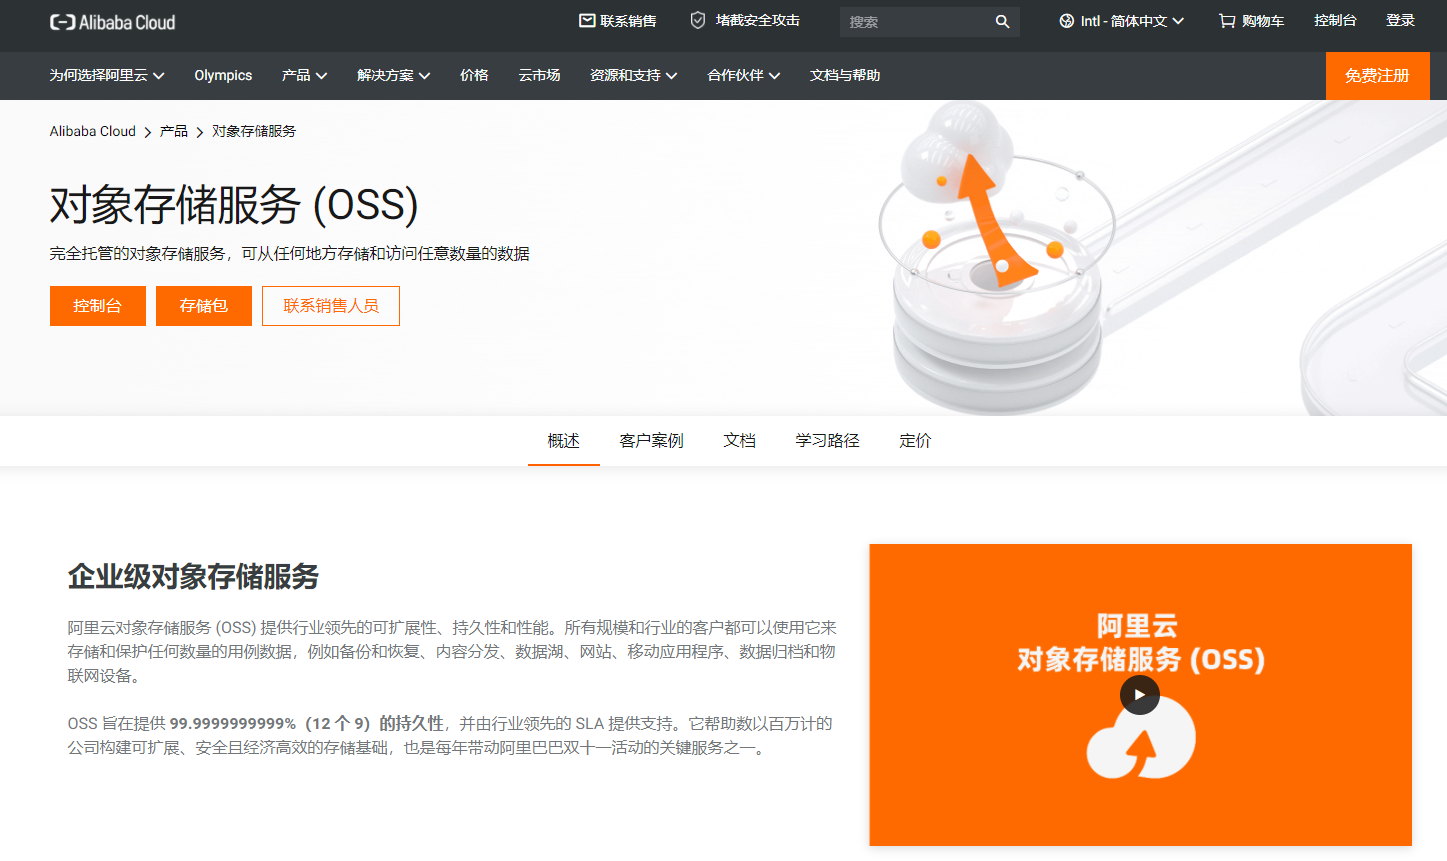 Alibaba Cloud
联系销售
堵截安全攻击
搜索
Intl - 简体中文
购物车
控制台
登录
为何选择阿里云
Olympics
产品
解决方案
价格
云市场
资源和支持
合作伙伴
文档与帮助
免费注册
Alibaba Cloud > 产品 > 对象存储服务
对象存储服务 (OSS)
完全托管的对象存储服务，可从任何地方存储和访问任意数量的数据
控制台
存储包
联系销售人员
概述
客户案例
文档
学习路径
定价
企业级对象存储服务
阿里云对象存储服务 (OSS) 提供行业领先的可扩展性、持久性和性能。所有规模和行业的客户都可以使用它来
存储和保护任何数量的用例数据，例如备份和恢复、内容分发、数据湖、网站、移动应用程序、数据归档和物
联网设备。
OSS 旨在提供 99.9999999999%（12 个 9）的持久性，并由行业领先的 SLA 提供支持。它帮助数以百万计的
公司构建可扩展、安全且经济高效的存储基础，也是每年带动阿里巴巴双十一活动的关键服务之一。
阿里云
对象存储服务 (OSS)